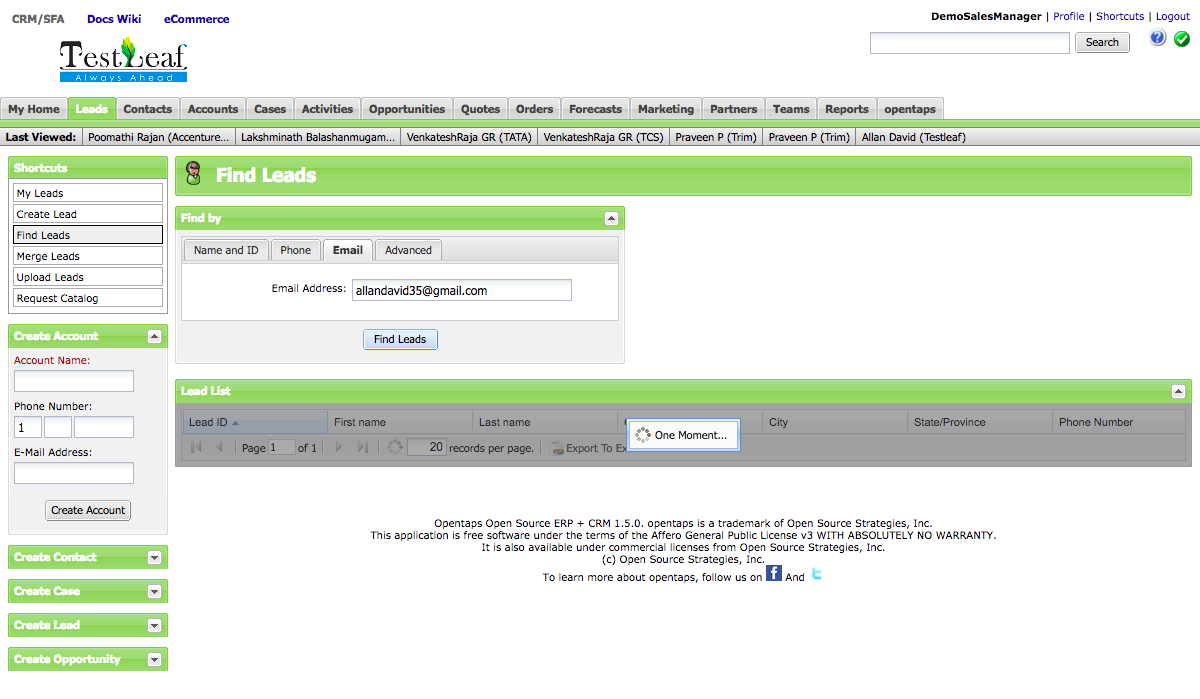 CRM/SFA Docs Wiki eCommerce
DemoSalesManager | Profile | Shortcuts | Logout
TestLeaf
Always Ahead
Search
My Home Leads Contacts Accounts Cases Activities Opportunities Quotes Orders Forecasts Marketing Partners Teams Reports opentaps
Last Viewed: Poomathi Rajan (Accenture... Lakshminath Balashanmugam... VenkateshRaja GR (TATA) VenkateshRaja GR (TCS) Praveen P (Trim) Praveen P (Trim) Allan David (Testleaf)
Shortcuts
My Leads
Create Lead
Find Leads
Merge Leads
Upload Leads
Request Catalog
Create Account
Account Name:
Phone Number:
1
E-Mail Address:
Create Account
Create Contact
Create Case
Create Lead
Create Opportunity
Find Leads
Find by
Name and ID Phone Email Advanced
Email Address: allandavid35@gmail.com
Find Leads
Lead List
Lead ID First name Last name City State/Province Phone Number
One Moment...
Page 1 of 1 20 records per page. Export To Ex
Opentaps Open Source ERP + CRM 1.5.0. opentaps is a trademark of Open Source Strategies, Inc.
This application is free software under the terms of the Affero General Public License v3 WITH ABSOLUTELY NO WARRANTY.
It is also available under commercial licenses from Open Source Strategies, Inc.
(c) Open Source Strategies, Inc.
To learn more about opentaps, follow us on f And t